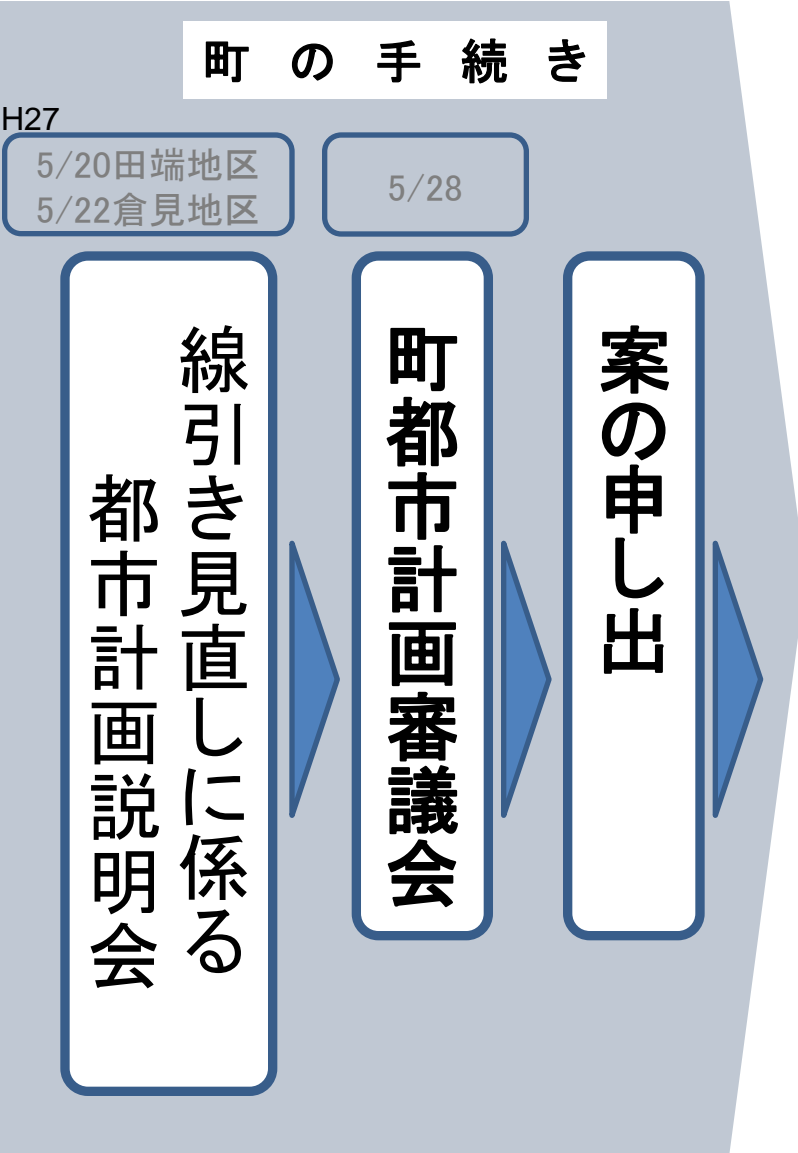 町の手続き
H27
5/20田端地区
5/22倉見地区
5/28
線引き見直しに係る
都市計画説明会
町都市計画審議会
案の申し出